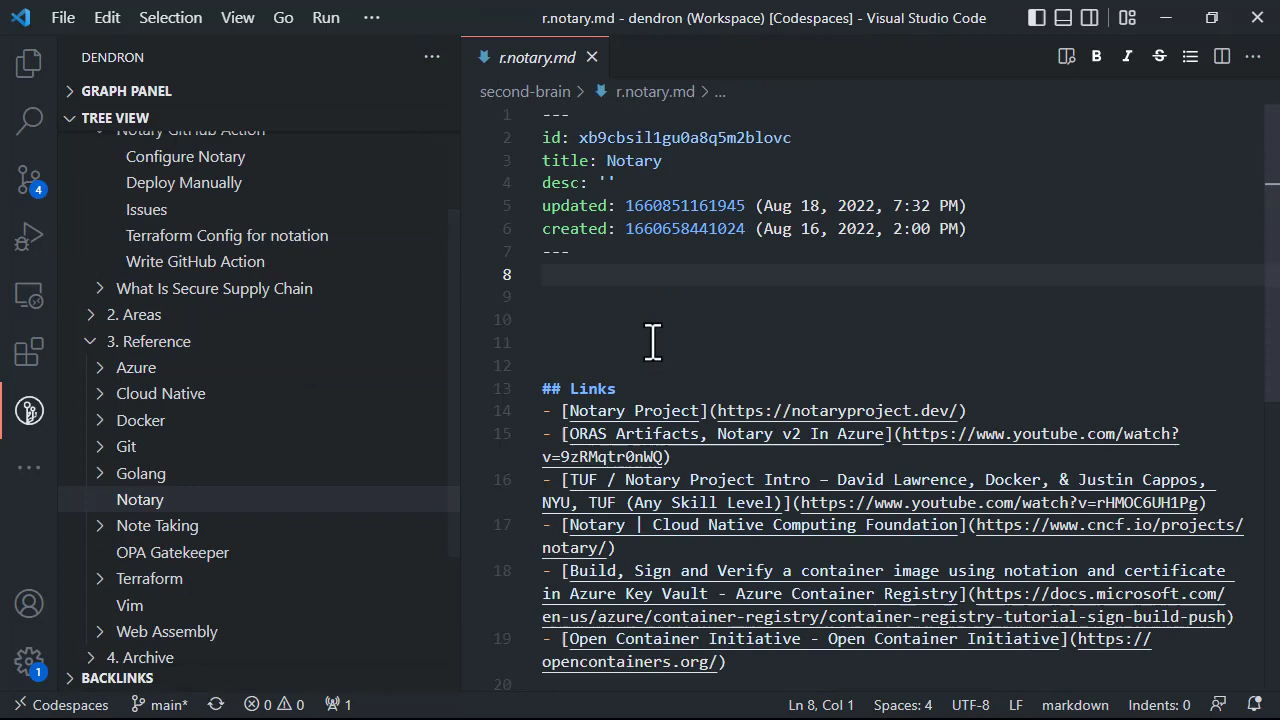 File Edit Selection View Go Run ··· r.notary.md - dendron (Workspace) [Codespaces] - Visual Studio Code
DENDRON
GRAPH PANEL
TREE VIEW
Notary GitHub Action
Configure Notary
Deploy Manually
4
Issues
Terraform Config for notation
Write GitHub Action
What Is Secure Supply Chain
2. Areas
3. Reference
Azure
Cloud Native
Docker
Git
Golang
Notary
Note Taking
OPA Gatekeeper
Terraform
Vim
Web Assembly
4. Archive
1
BACKLINKS
r.notary.md
B I S
second-brain > r.notary.md > ...
1 ---
2 id: xb9cbsil1gu0a8q5m2blovc
3 title: Notary
4 desc: ''
5 updated: 1660851161945 (Aug 18, 2022, 7:32 PM)
6 created: 1660658441024 (Aug 16, 2022, 2:00 PM)
7 ---
8
9
10
11
12
13 ## Links
14 - [Notary Project](https://notaryproject.dev/)
15 - [ORAS Artifacts, Notary v2 In Azure](https://www.youtube.com/watch?
v=9zRMqtr0nWQ)
16 - [TUF / Notary Project Intro – David Lawrence, Docker, & Justin Cappos,
NYU, TUF (Any Skill Level)](https://www.youtube.com/watch?v=rHMOC6UH1Pg)
17 - [Notary | Cloud Native Computing Foundation](https://www.cncf.io/projects/
notary/)
18 - [Build, Sign and Verify a container image using notation and certificate
in Azure Key Vault - Azure Container Registry](https://docs.microsoft.com/
en-us/azure/container-registry/container-registry-tutorial-sign-build-push)
19 - [Open Container Initiative - Open Container Initiative](https://
opencontainers.org/)
20
Codespaces main* 0 0 1 Ln 8, Col 1 Spaces: 4 UTF-8 LF markdown Indents: 0